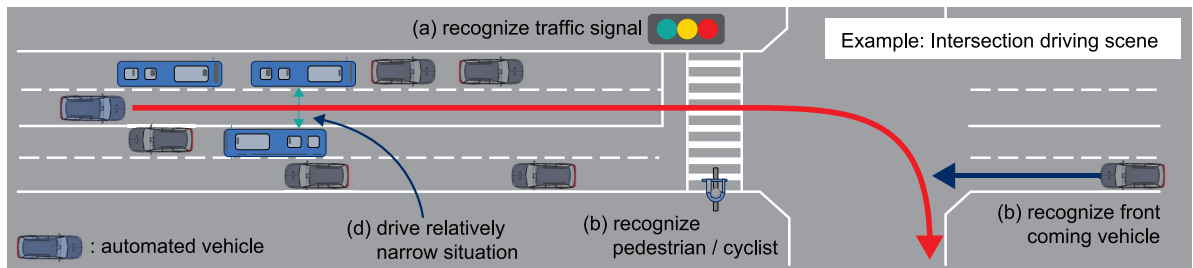 (a) recognize traffic signal
Example: Intersection driving scene
(d) drive relatively
narrow situation
(b) recognize
pedestrian / cyclist
(b) recognize front
coming vehicle
: automated vehicle